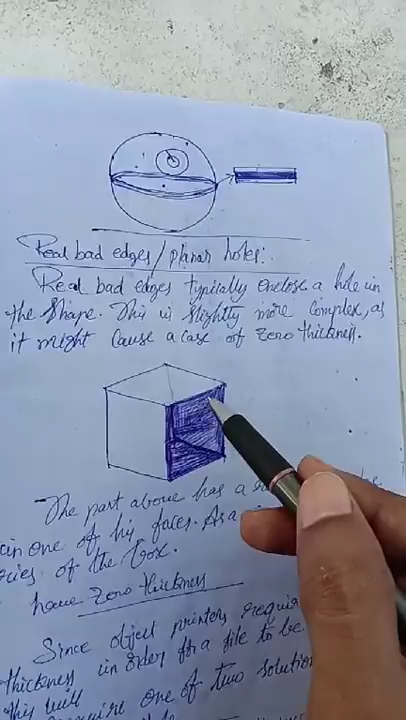 Real bad edges/planar holes:
Real bad edges typically enclose a hole in
the shape. This is slightly more complex, as
it might cause a case of zero thickness.
The part above has a
in one of his faces. As a
of the box.
have zero thickness
Since object printers require
thickness in order for a file to be
this will require one of two solution